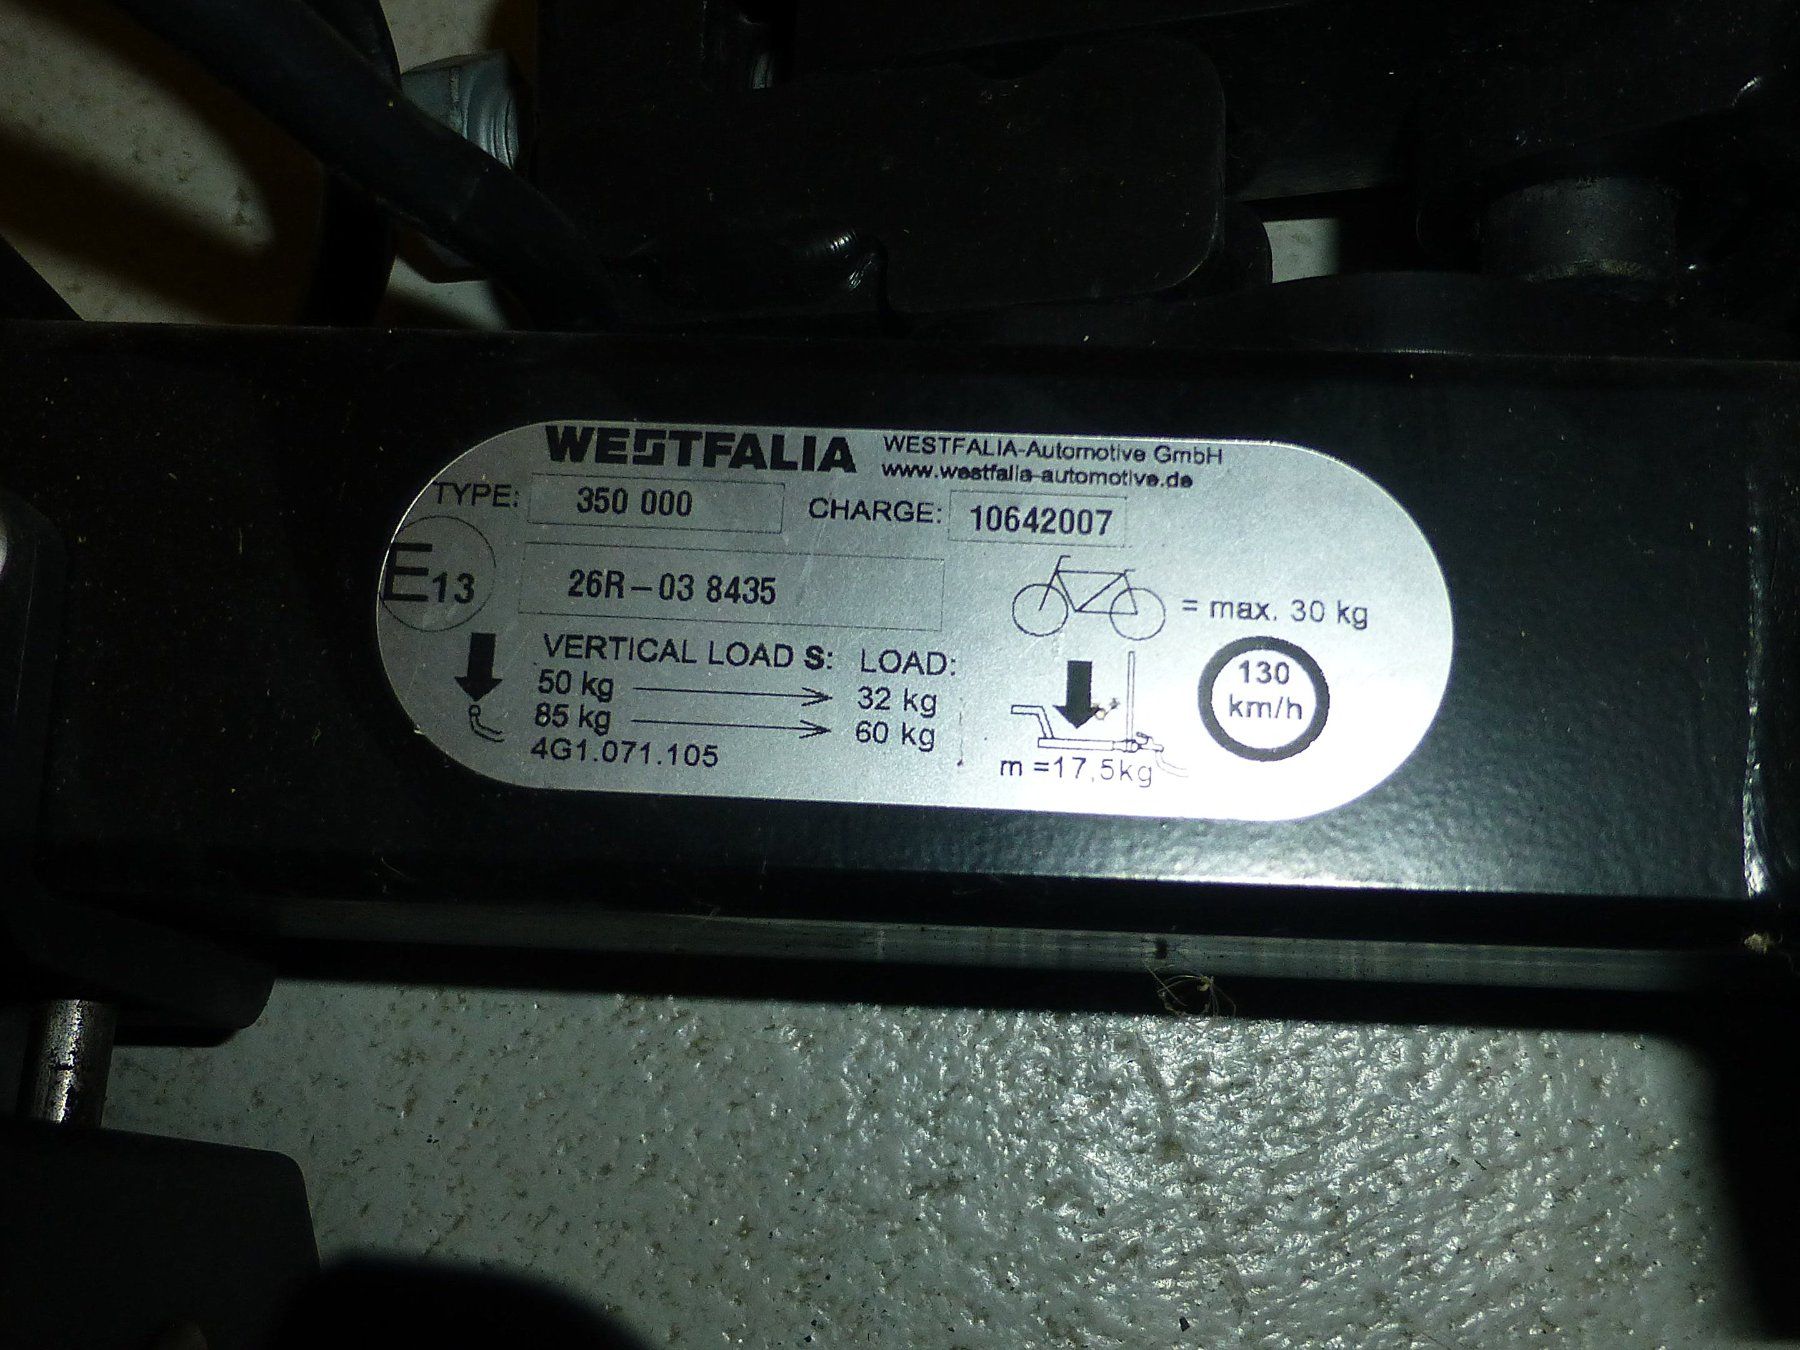 WESTFALIA
WESTFALIA-Automotive GmbH
www.westfalia-automotive.de
TYPE: 350 000 CHARGE: 10642007
E13 26R-03 8435
= max. 30 kg
VERTICAL LOAD S: LOAD:
50 kg 32 kg
85 kg 60 kg
4G1.071.105
m =17,5kg
130
km/h